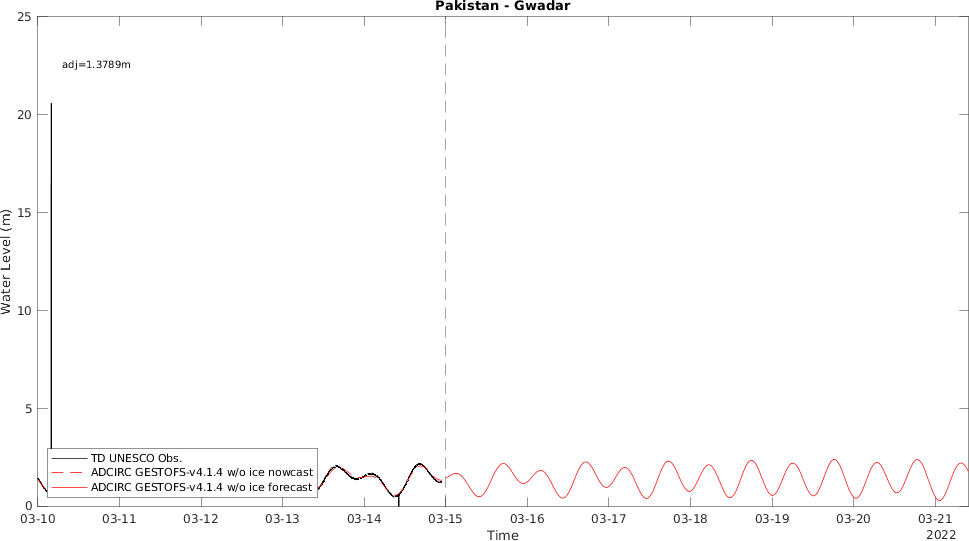 Pakistan - Gwadar
25
adj=1.3789m
20
15
Water Level (m)
10
5
TD UNESCO Obs.
ADCIRC GESTOFS-v4.1.4 w/o ice nowcast
ADCIRC GESTOFS-v4.1.4 w/o ice forecast
0
03-10 03-11 03-12 03-13 03-14 03-15 03-16 03-17 03-18 03-19 03-20 03-21
Time 2022